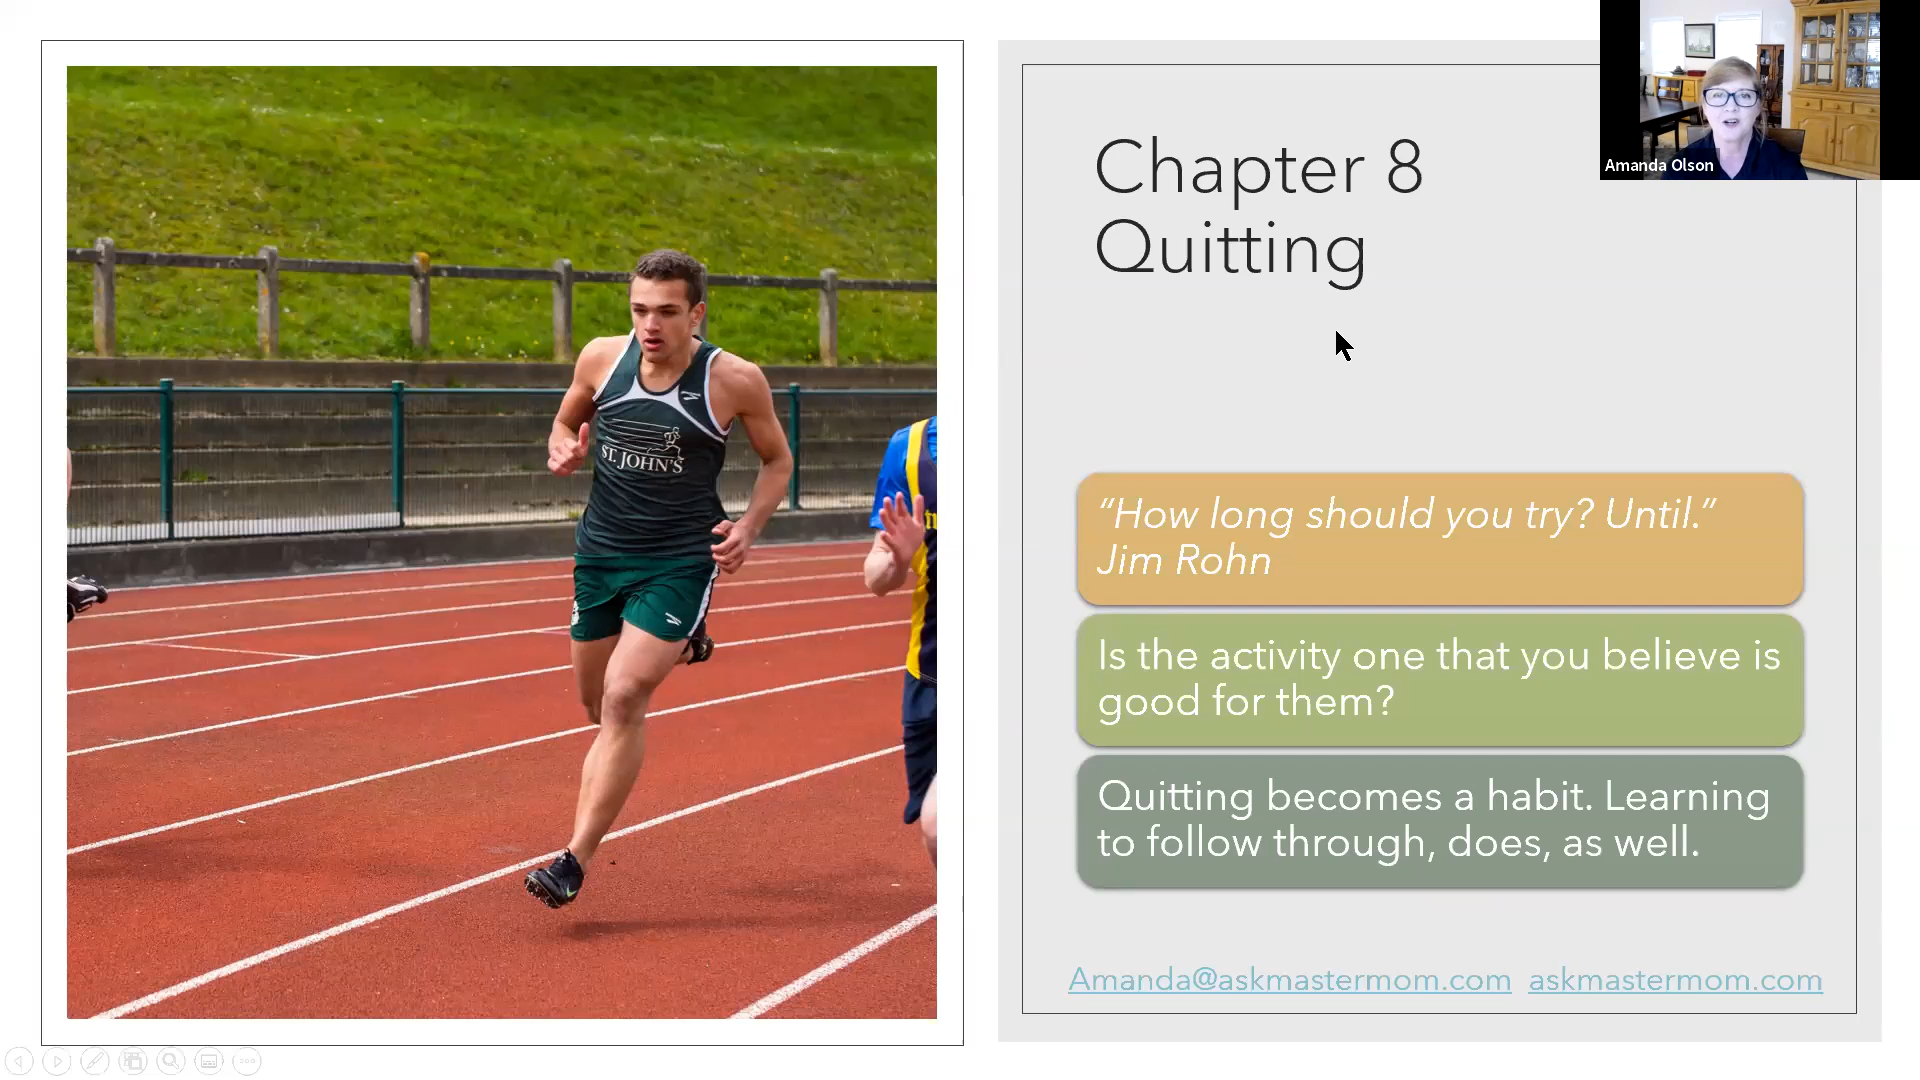 Chapter 8
Quitting
Amanda Olson
ST. JOHN'S
“How long should you try? Until.”
Jim Rohn
Is the activity one that you believe is
good for them?
Quitting becomes a habit. Learning
to follow through, does, as well.
Amanda@askmastermom.com askmastermom.com